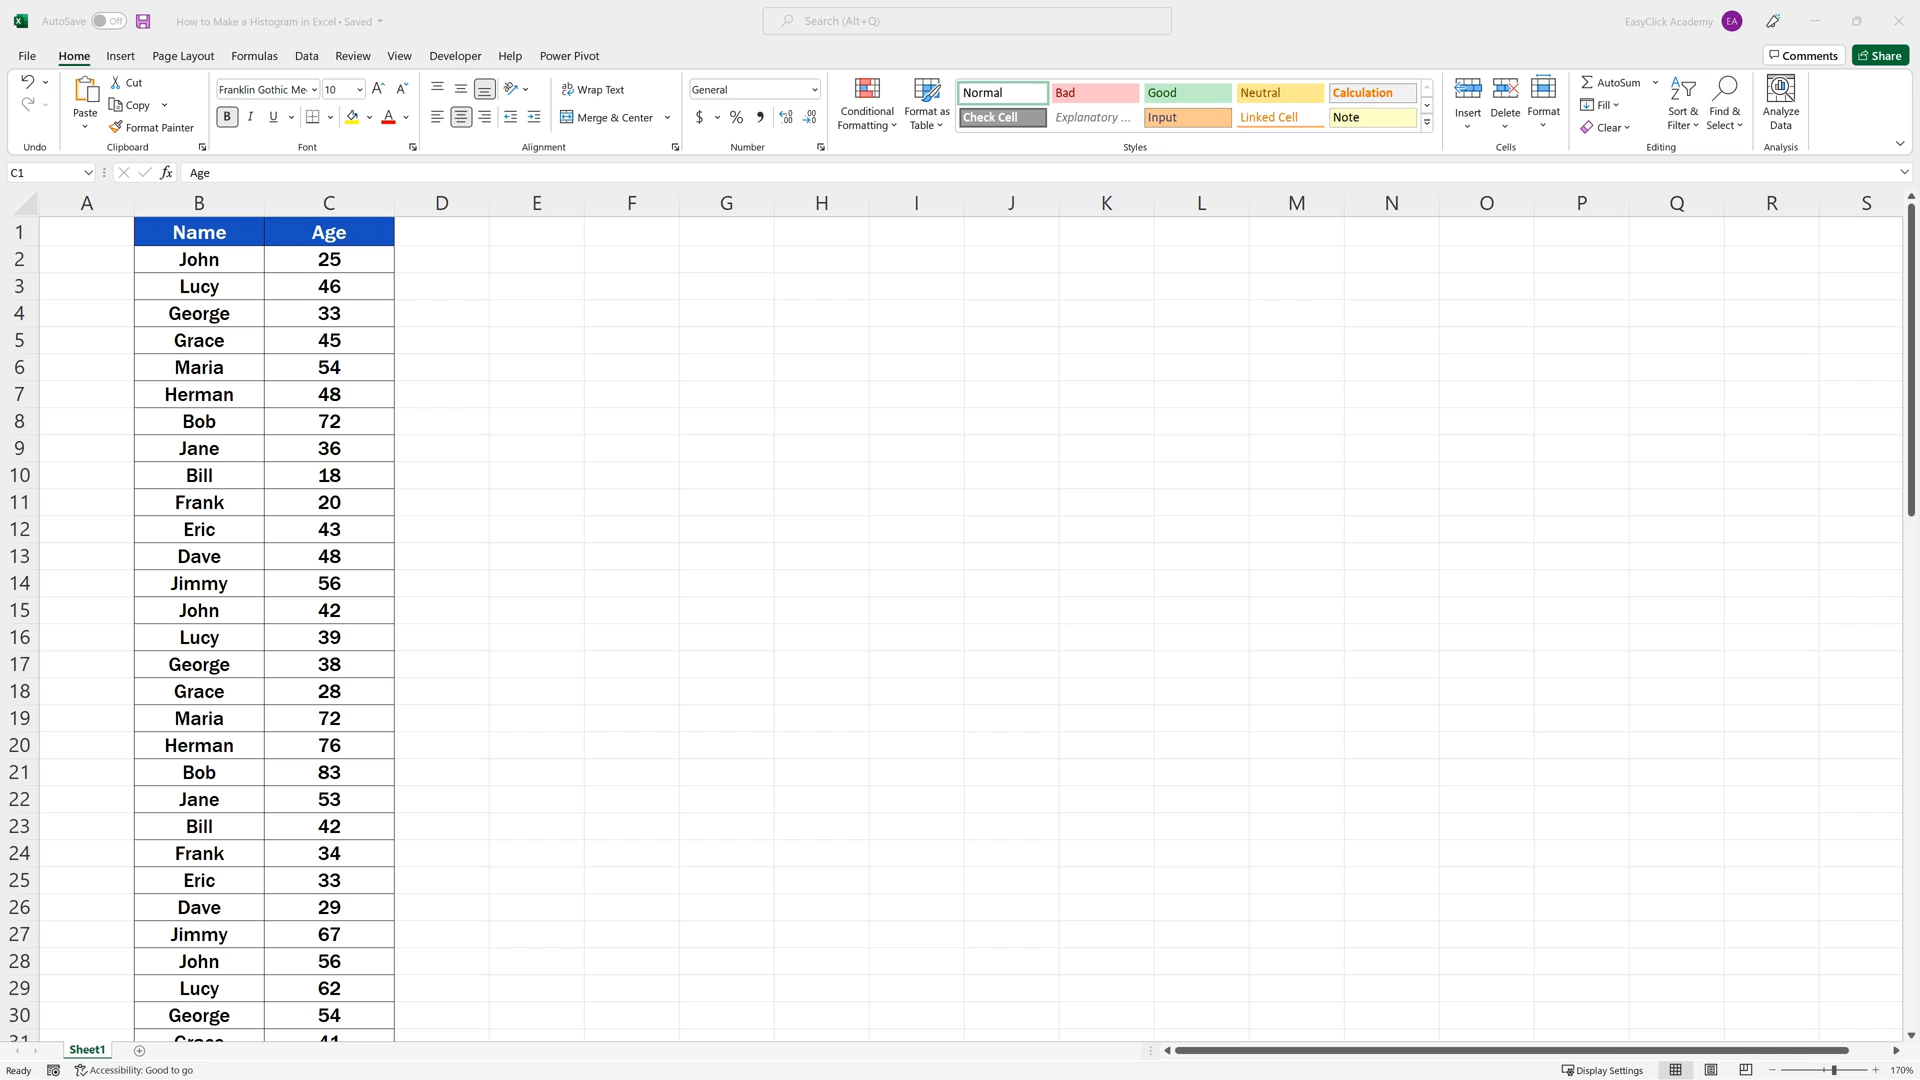 AutoSave Off How to Make a Histogram in Excel • Saved Search (Alt+Q) EasyClick Academy EA
File Home Insert Page Layout Formulas Data Review View Developer Help Power Pivot Comments Share
Cut
Copy
Format Painter
Paste
Franklin Gothic Me 10
B I U
Wrap Text
Merge & Center
General
$ % ,
Conditional Formatting
Format as Table
Normal Bad Good Neutral Calculation
Check Cell Explanatory ... Input Linked Cell Note
Insert Delete Format
AutoSum
Fill
Clear
Sort & Filter
Find & Select
Analyze Data
Undo Clipboard Font Alignment Number Styles Cells Editing Analysis
C1 fx Age
A B C D E F G H I J K L M N O P Q R S
1 Name Age
2 John 25
3 Lucy 46
4 George 33
5 Grace 45
6 Maria 54
7 Herman 48
8 Bob 72
9 Jane 36
10 Bill 18
11 Frank 20
12 Eric 43
13 Dave 48
14 Jimmy 56
15 John 42
16 Lucy 39
17 George 38
18 Grace 28
19 Maria 72
20 Herman 76
21 Bob 83
22 Jane 53
23 Bill 42
24 Frank 34
25 Eric 33
26 Dave 29
27 Jimmy 67
28 John 56
29 Lucy 62
30 George 54
31 Grace 41
Sheet1
Ready Accessibility: Good to go Display Settings 170%